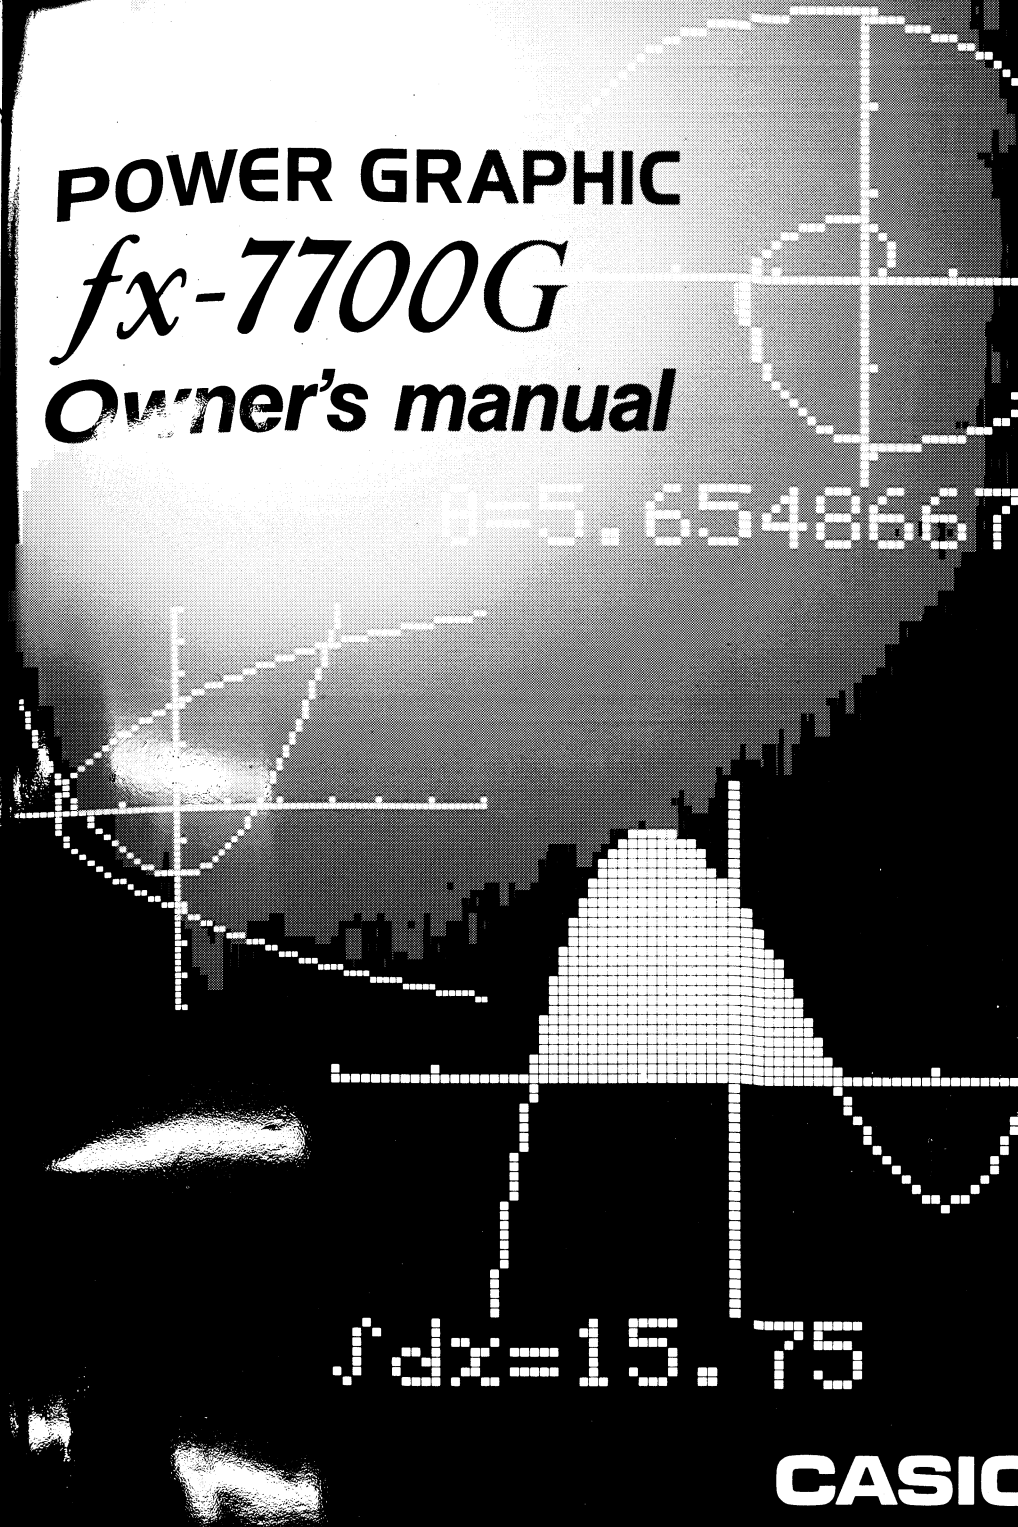 POWER GRAPHIC
fx-7700G
Owner's manual
θ=5.654866
∫dx=15.75
CASIO